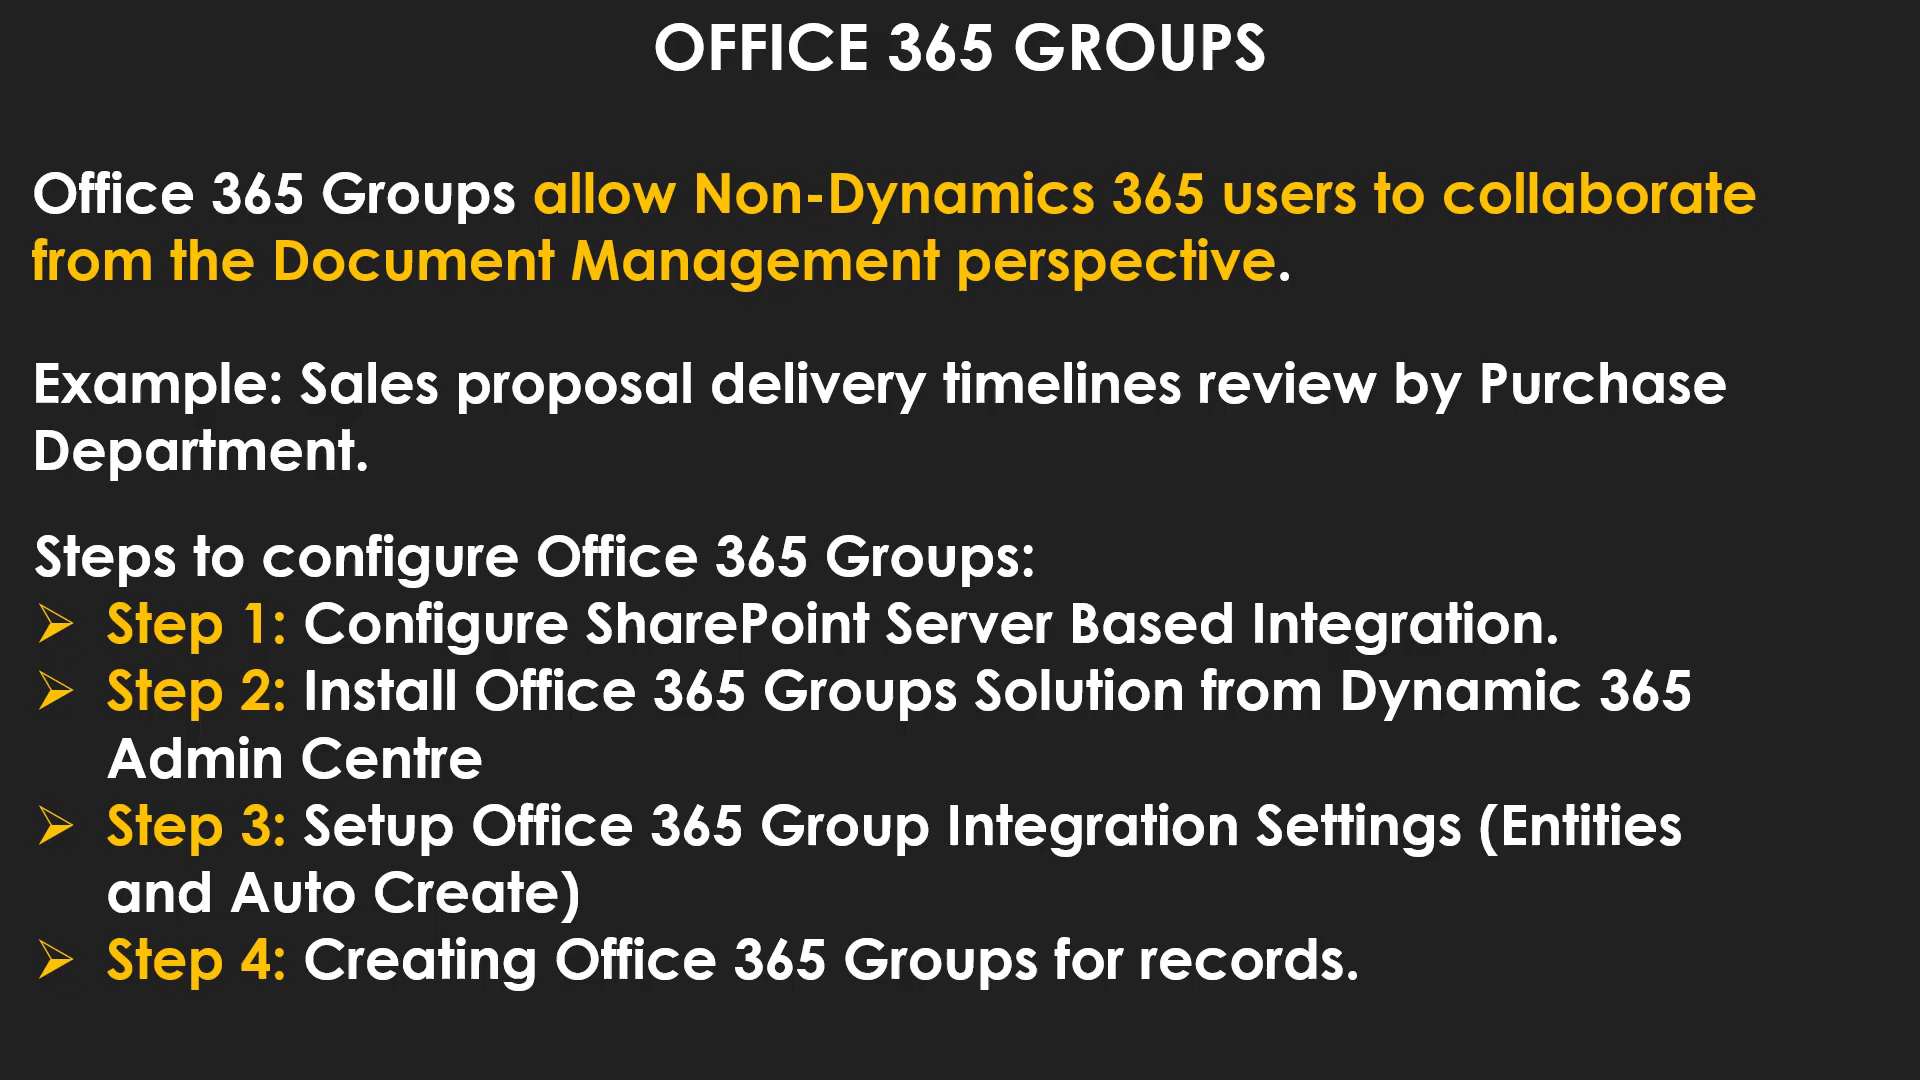 OFFICE 365 GROUPS
Office 365 Groups allow Non-Dynamics 365 users to collaborate
from the Document Management perspective.
Example: Sales proposal delivery timelines review by Purchase
Department.
Steps to configure Office 365 Groups:
➢ Step 1: Configure SharePoint Server Based Integration.
➢ Step 2: Install Office 365 Groups Solution from Dynamic 365
Admin Centre
➢ Step 3: Setup Office 365 Group Integration Settings (Entities
and Auto Create)
➢ Step 4: Creating Office 365 Groups for records.